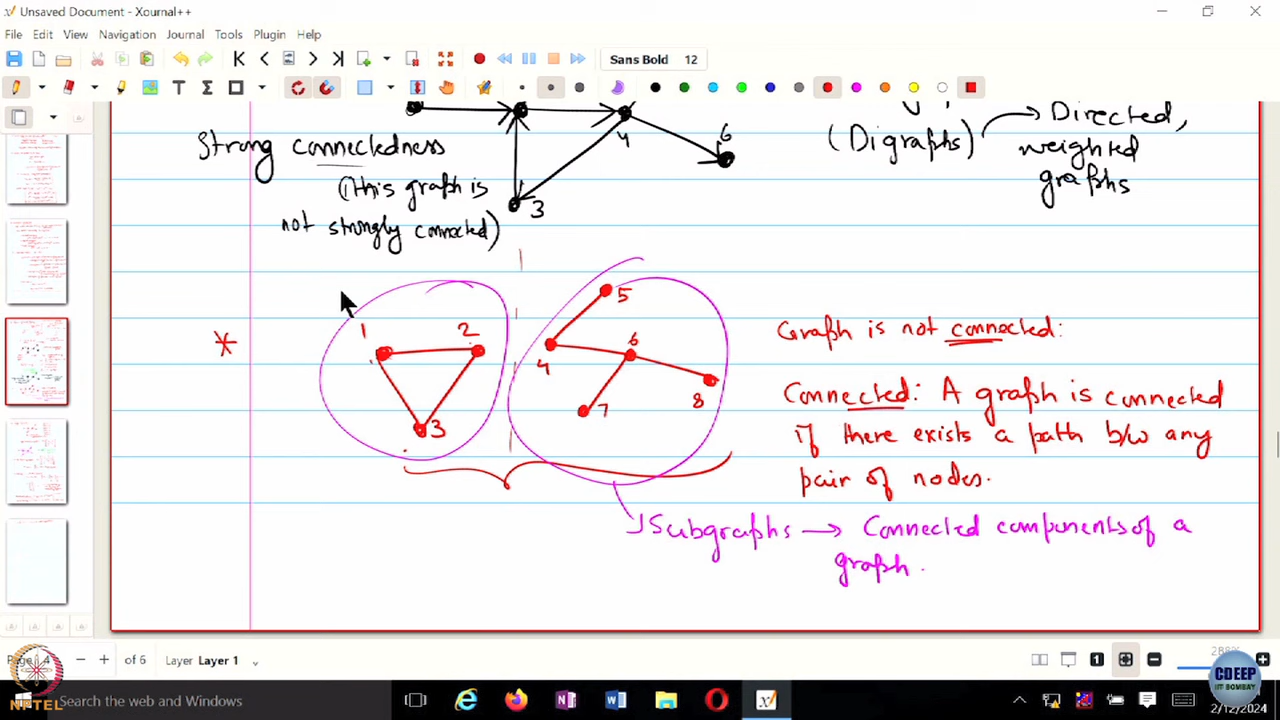 Unsaved Document - Xournal++
File Edit View Navigation Journal Tools Plugin Help
Sans Bold 12
Strong connectedness
(This graph is
not strongly connected)
4
6
3
(Digraphs)
Directed,
weighted
graphs
*
1
2
3
5
4
6
7
8
Graph is not connected:
Connected: A graph is connected
if there exists a path b/w any
pair of nodes.
Subgraphs → Connected components of a
graph.
Page 4 of 6 Layer Layer 1
288%
Search the web and Windows
2/12/2024
NPTEL
CDEEP
IIT BOMBAY